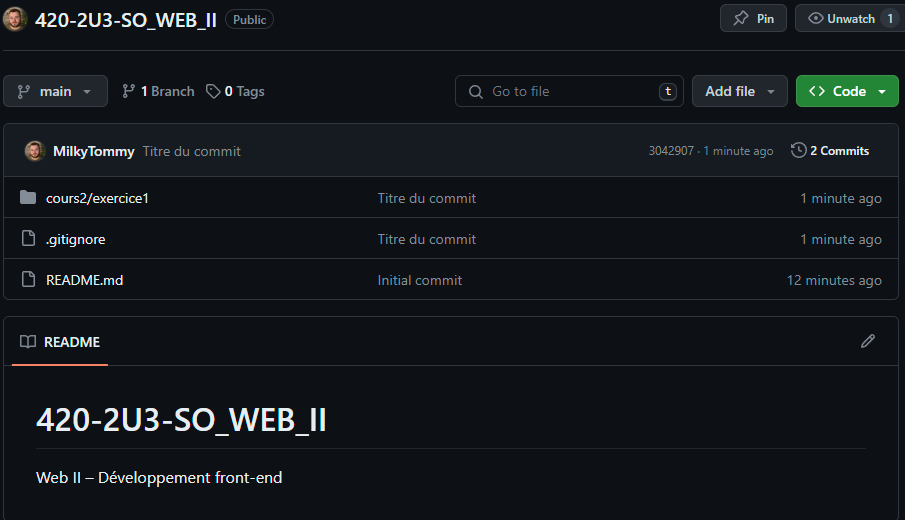 420-2U3-SO_WEB_II Public Pin Unwatch 1
main 1 Branch 0 Tags Go to file t Add file Code
MilkyTommy Titre du commit 3042907 · 1 minute ago 2 Commits
cours2/exercice1 Titre du commit 1 minute ago
.gitignore Titre du commit 1 minute ago
README.md Initial commit 12 minutes ago
README
420-2U3-SO_WEB_II
Web II – Développement front-end